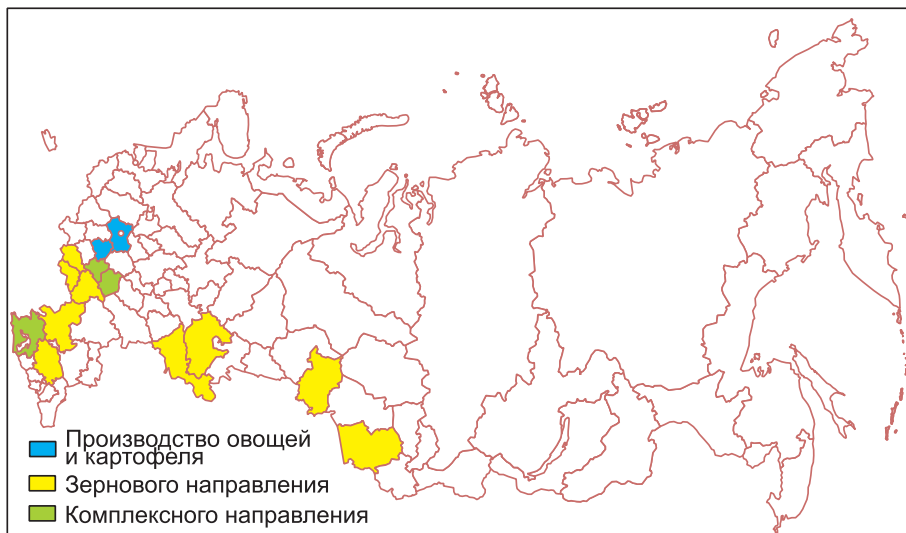 Производство овощей
и картофеля
Зернового направления
Комплексного направления